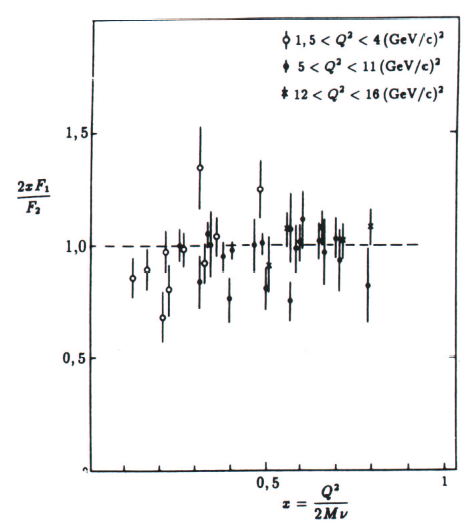 1,5 < Q² < 4 (GeV/c)²
5 < Q² < 11 (GeV/c)²
12 < Q² < 16 (GeV/c)²
1,5
2xF₁
F₂
1,0
0,5
0
0,5
1
x = Q²
2Mν